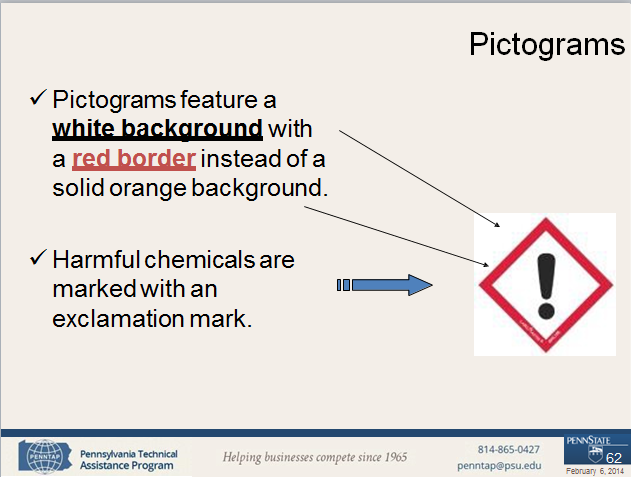 Pictograms
✓ Pictograms feature a
white background with
a red border instead of a
solid orange background.
✓ Harmful chemicals are
marked with an
exclamation mark.
PENNTAP
Pennsylvania Technical
Assistance Program
Helping businesses compete since 1965
814-865-0427
penntap@psu.edu
PENNSTATE
62
February 6, 2014